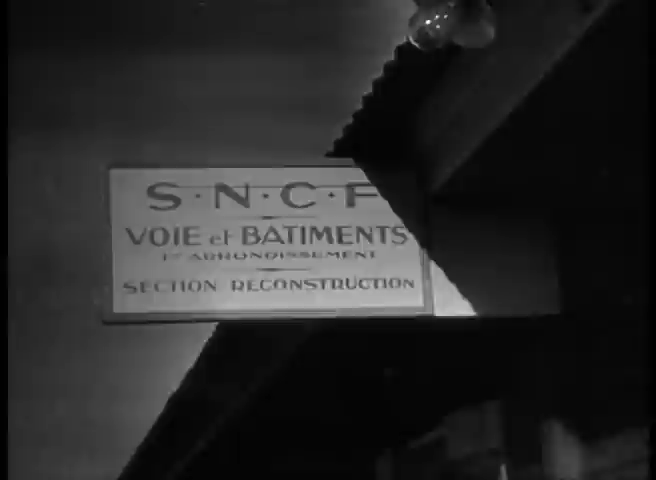 S·N·C·F
VOIE et BATIMENTS
1er ARRONDISSEMENT
SECTION RECONSTRUCTION